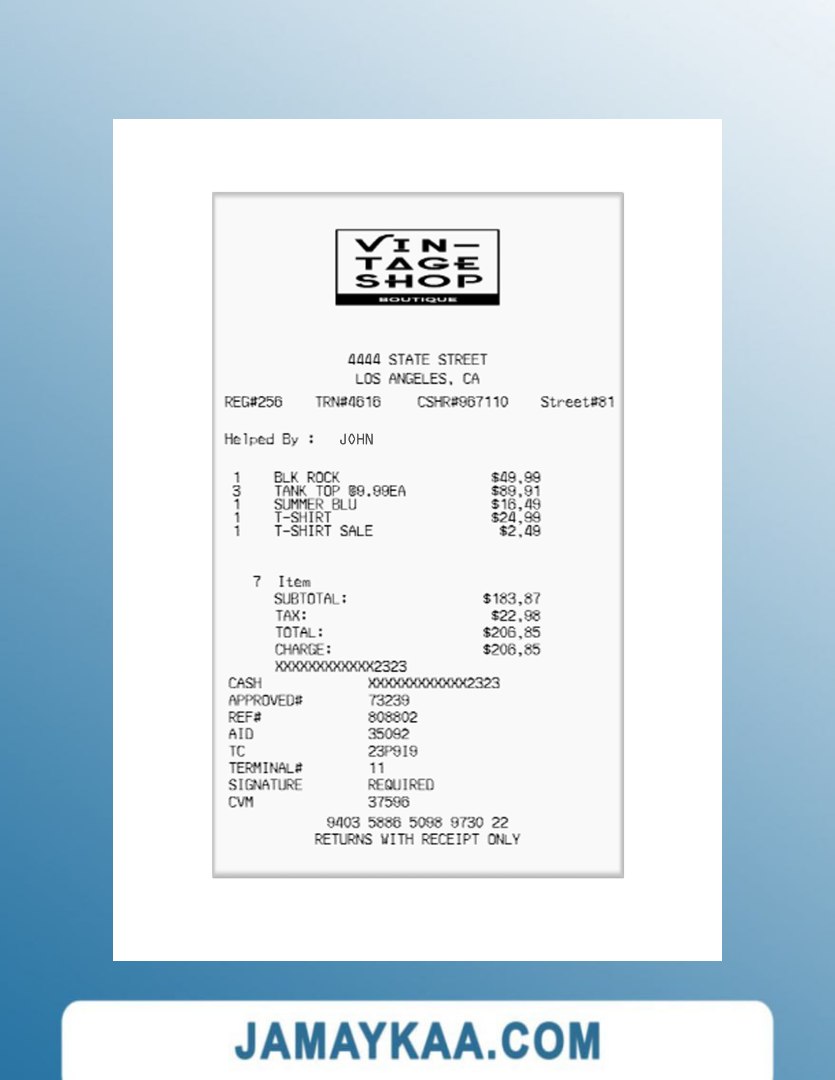 VIN-
TAGE
SHOP
BOUTIQUE
4444 STATE STREET
LOS ANGELES, CA
REG#256 TRN#4616 CSHR#967110 Street#81
Helped By : JOHN
1 BLK ROCK $49,99
3 TANK TOP @9.99EA $89,91
1 SUMMER BLU $16,49
1 T-SHIRT $24,99
1 T-SHIRT SALE $2,49
7 Item
SUBTOTAL: $183,87
TAX: $22,98
TOTAL: $206,85
CHARGE: $206,85
XXXXXXXXXXXX2323
CASH XXXXXXXXXXXX2323
APPROVED# 73239
REF# 808802
AID 35092
TC 23P919
TERMINAL# 11
SIGNATURE REQUIRED
CVM 37596
9403 5886 5098 9730 22
RETURNS WITH RECEIPT ONLY
JAMAYKAA.COM